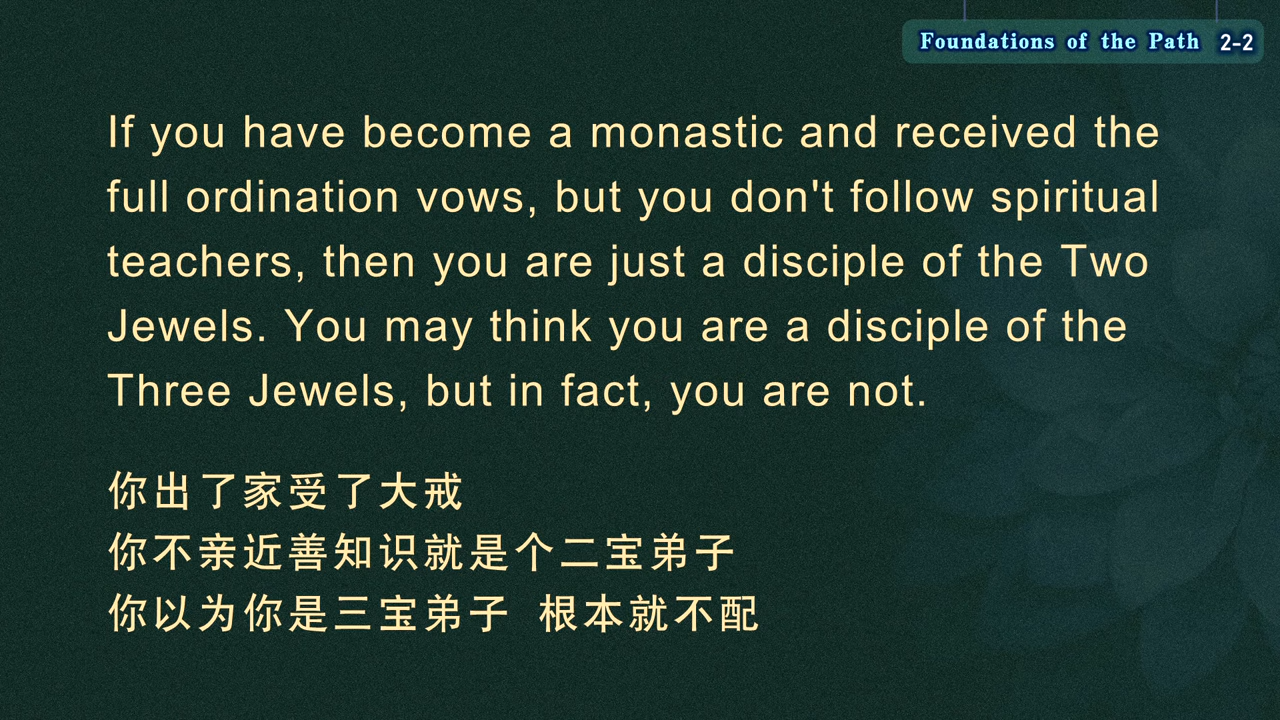 Foundations of the Path 2-2
If you have become a monastic and received the
full ordination vows, but you don't follow spiritual
teachers, then you are just a disciple of the Two
Jewels. You may think you are a disciple of the
Three Jewels, but in fact, you are not.
你出了家受了大戒
你不亲近善知识就是个二宝弟子
你以为你是三宝弟子 根本就不配